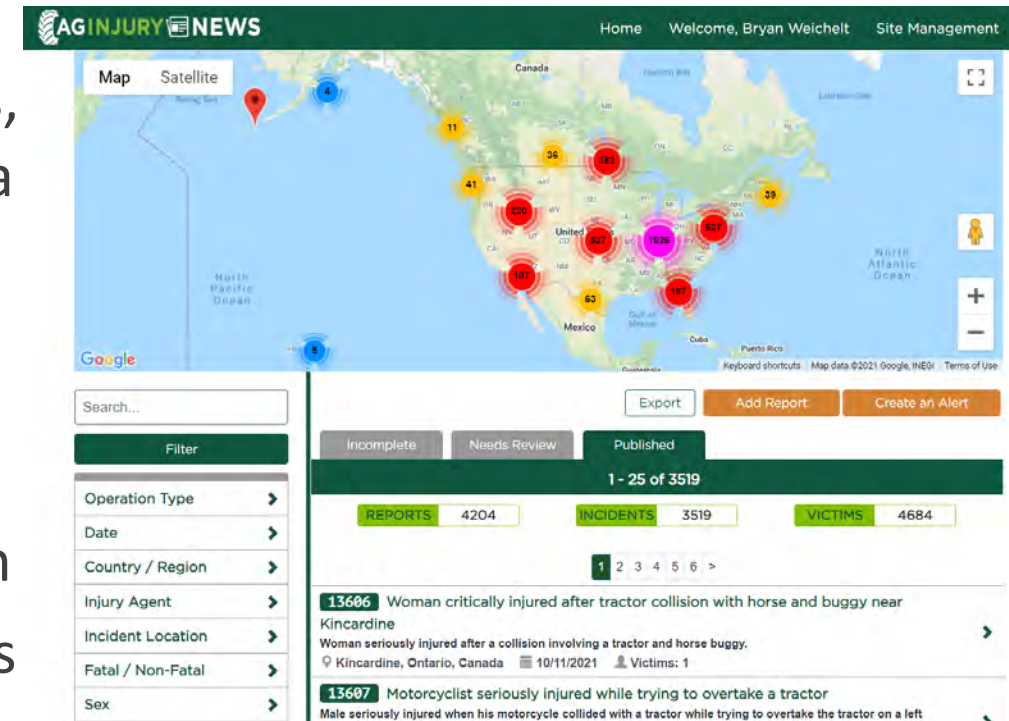 AGINJURY NEWS
Home Welcome, Bryan Weichelt Site Management
Map Satellite
Canada
4
11
36
41
39
220
1026
63
5
United
North
Pacific
Ocean
North
Atlantic
Ocean
Mexico
Cuba
Puerto Rico
Guatemala
Google
Keyboard shortcuts Map data ©2021 Google, INEGI Terms of Use
,
a
n
s
Search...
Filter
Operation Type
Date
Country / Region
Injury Agent
Incident Location
Fatal / Non-Fatal
Sex
Export Add Report Create an Alert
Incomplete Needs Review Published
1 - 25 of 3519
REPORTS 4204 INCIDENTS 3519 VICTIMS 4684
1 2 3 4 5 6 >
13606 Woman critically injured after tractor collision with horse and buggy near
Kincardine
Woman seriously injured after a collision involving a tractor and horse buggy.
Kincardine, Ontario, Canada 10/11/2021 Victims: 1
13607 Motorcyclist seriously injured while trying to overtake a tractor
Male seriously injured when his motorcycle collided with a tractor while trying to overtake the tractor on a left